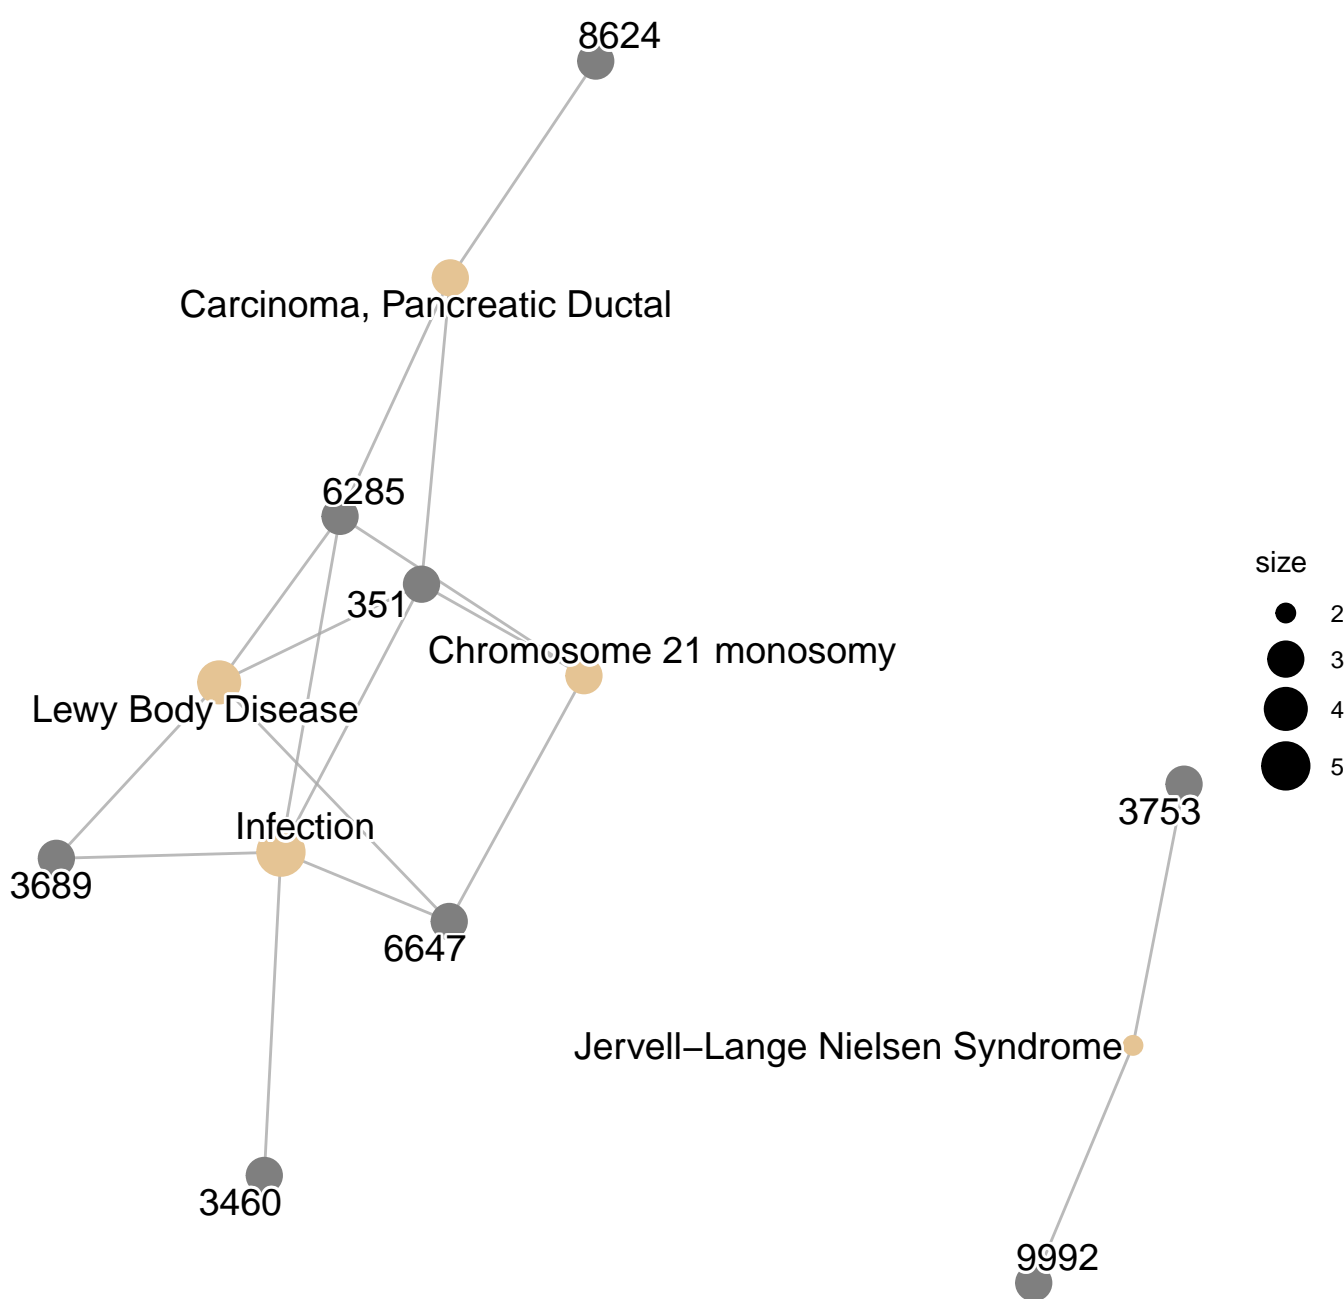 8624
Carcinoma, Pancreatic Ductal
6285
size
351
2
Chromosome 21 monosomy
3
Lewy Body Disease
4
5
3753
Infection
3689
6647
Jervell−Lange Nielsen Syndrome
3460
9992